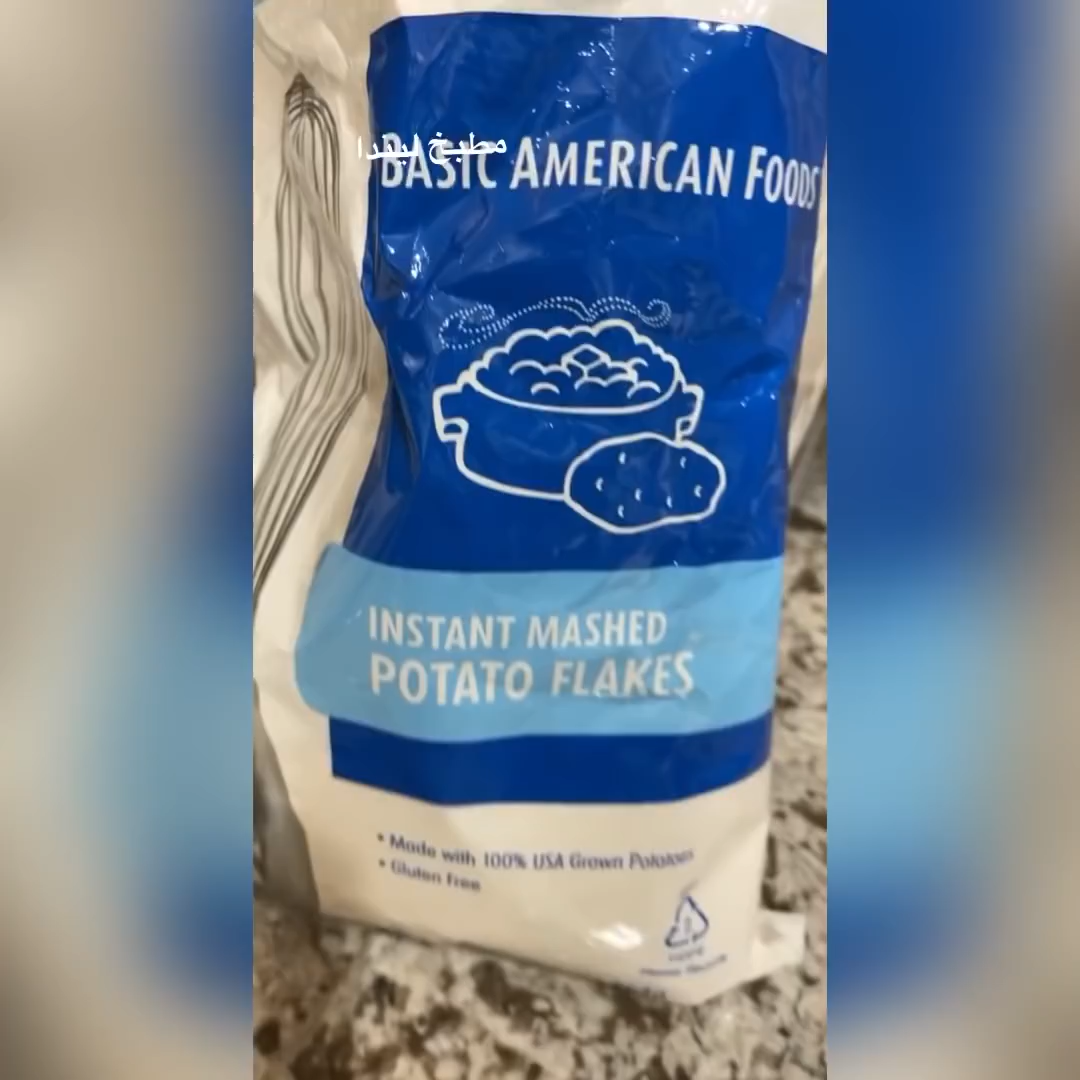 مطبخ ليندا
BASIC AMERICAN FOODS
INSTANT MASHED
POTATO FLAKES
• Made with 100% USA Grown Potatoes
• Gluten Free